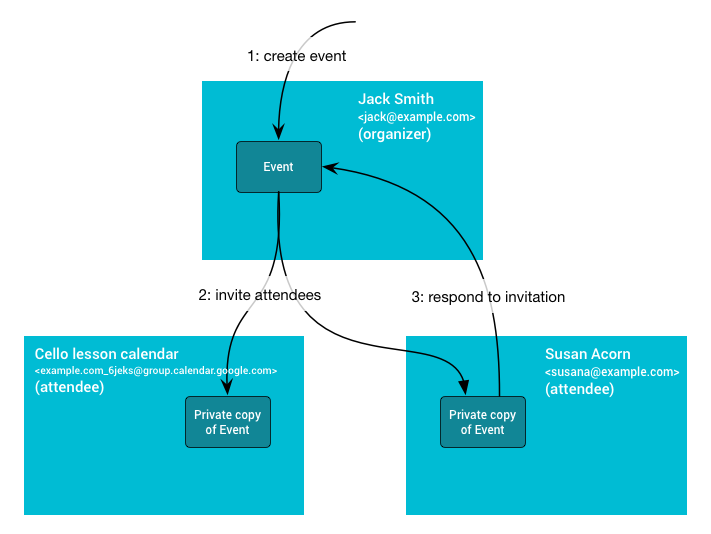 1: create event
Jack Smith
<jack@example.com>
(organizer)
Event
2: invite attendees
3: respond to invitation
Cello lesson calendar
<example.com_6jeks@group.calendar.google.com>
(attendee)
Private copy
of Event
Susan Acorn
<susana@example.com>
(attendee)
Private copy
of Event